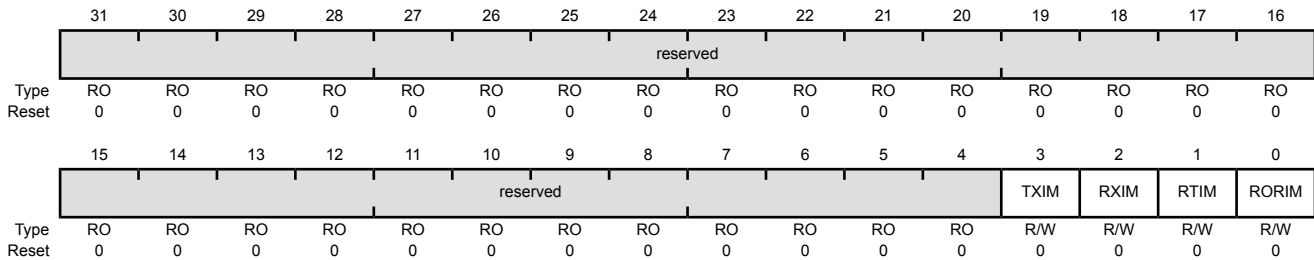 31 30 29 28 27 26 25 24 23 22 21 20 19 18 17 16
reserved
Type RO RO RO RO RO RO RO RO RO RO RO RO RO RO RO RO
Reset 0 0 0 0 0 0 0 0 0 0 0 0 0 0 0 0
15 14 13 12 11 10 9 8 7 6 5 4 3 2 1 0
reserved TXIM RXIM RTIM RORIM
Type RO RO RO RO RO RO RO RO RO RO RO RO R/W R/W R/W R/W
Reset 0 0 0 0 0 0 0 0 0 0 0 0 0 0 0 0